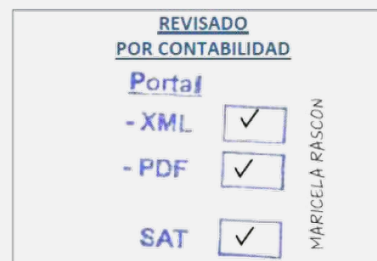 REVISADO
POR CONTABILIDAD
Portal
- XML ✓
- PDF ✓
SAT ✓
MARICELA RASCON